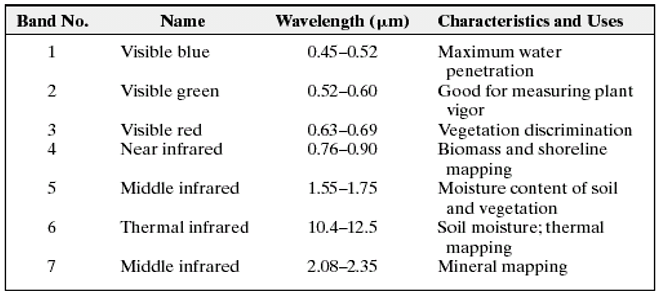 Band No. Name Wavelength (μm) Characteristics and Uses
1 Visible blue 0.45–0.52 Maximum water
penetration
2 Visible green 0.52–0.60 Good for measuring plant
vigor
3 Visible red 0.63–0.69 Vegetation discrimination
4 Near infrared 0.76–0.90 Biomass and shoreline
mapping
5 Middle infrared 1.55–1.75 Moisture content of soil
and vegetation
6 Thermal infrared 10.4–12.5 Soil moisture; thermal
mapping
7 Middle infrared 2.08–2.35 Mineral mapping